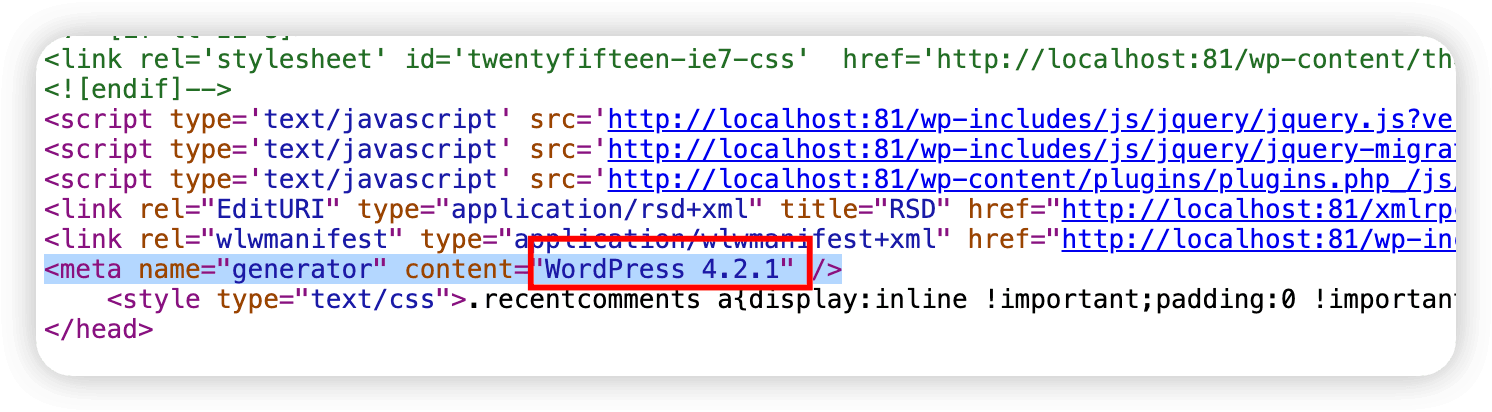 <link rel='stylesheet' id='twentyfifteen-ie7-css'  href='http://localhost:81/wp-content/th
<![endif]-->
<script type='text/javascript' src='http://localhost:81/wp-includes/js/jquery/jquery.js?ve
<script type='text/javascript' src='http://localhost:81/wp-includes/js/jquery/jquery-migra
<script type='text/javascript' src='http://localhost:81/wp-content/plugins/plugins.php_/js/
<link rel="EditURI" type="application/rsd+xml" title="RSD" href="http://localhost:81/xmlrp
<link rel="wlwmanifest" type="application/wlwmanifest+xml" href="http://localhost:81/wp-in
<meta name="generator" content="WordPress 4.2.1" />
    <style type="text/css">.recentcomments a{display:inline !important;padding:0 !important
</head>